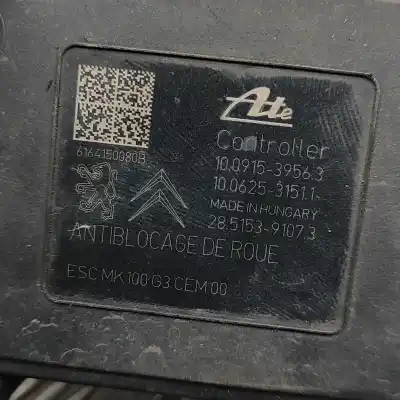 Ate
Controller
10.0915-3956.3
10.0625-3151.1
MADE IN HUNGARY
28.5153-9107.3
6164150080B
ANTIBLOCAGE DE ROUE
ESC MK100 G3 CEM 00